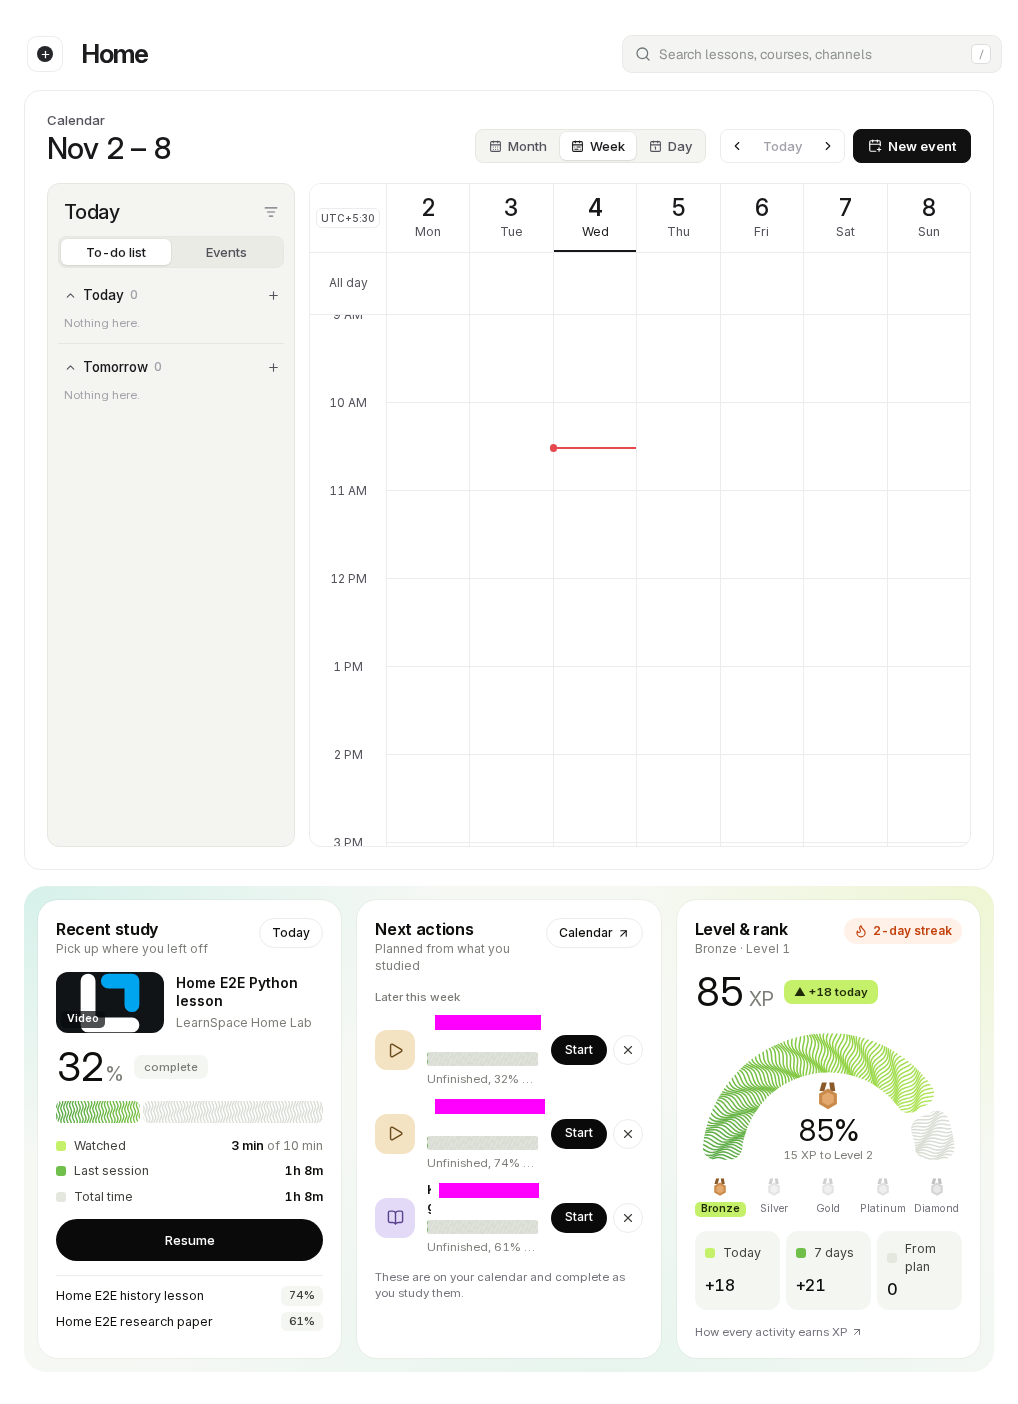 Home
Search lessons, courses, channels
/
Calendar
Nov 2 – 8
Month
Week
Day
Today
New event
Today
To-do list
Events
Today 0
Nothing here.
Tomorrow 0
Nothing here.
UTC+5:30
2
Mon
3
Tue
4
Wed
5
Thu
6
Fri
7
Sat
8
Sun
All day
9 AM
10 AM
11 AM
12 PM
1 PM
2 PM
3 PM
Recent study
Pick up where you left off
Today
Video
Home E2E Python
lesson
LearnSpace Home Lab
32%
complete
Watched
3 min of 10 min
Last session
1h 8m
Total time
1h 8m
Resume
Home E2E history lesson
74%
Home E2E research paper
61%
Next actions
Planned from what you
studied
Calendar
Later this week
Unfinished, 32% …
Start
Unfinished, 74% …
Start
Unfinished, 61% …
Start
These are on your calendar and complete as
you study them.
Level & rank
Bronze · Level 1
2-day streak
85 XP
▲ +18 today
85%
15 XP to Level 2
Bronze
Silver
Gold
Platinum
Diamond
Today
+18
7 days
+21
From
plan
0
How every activity earns XP